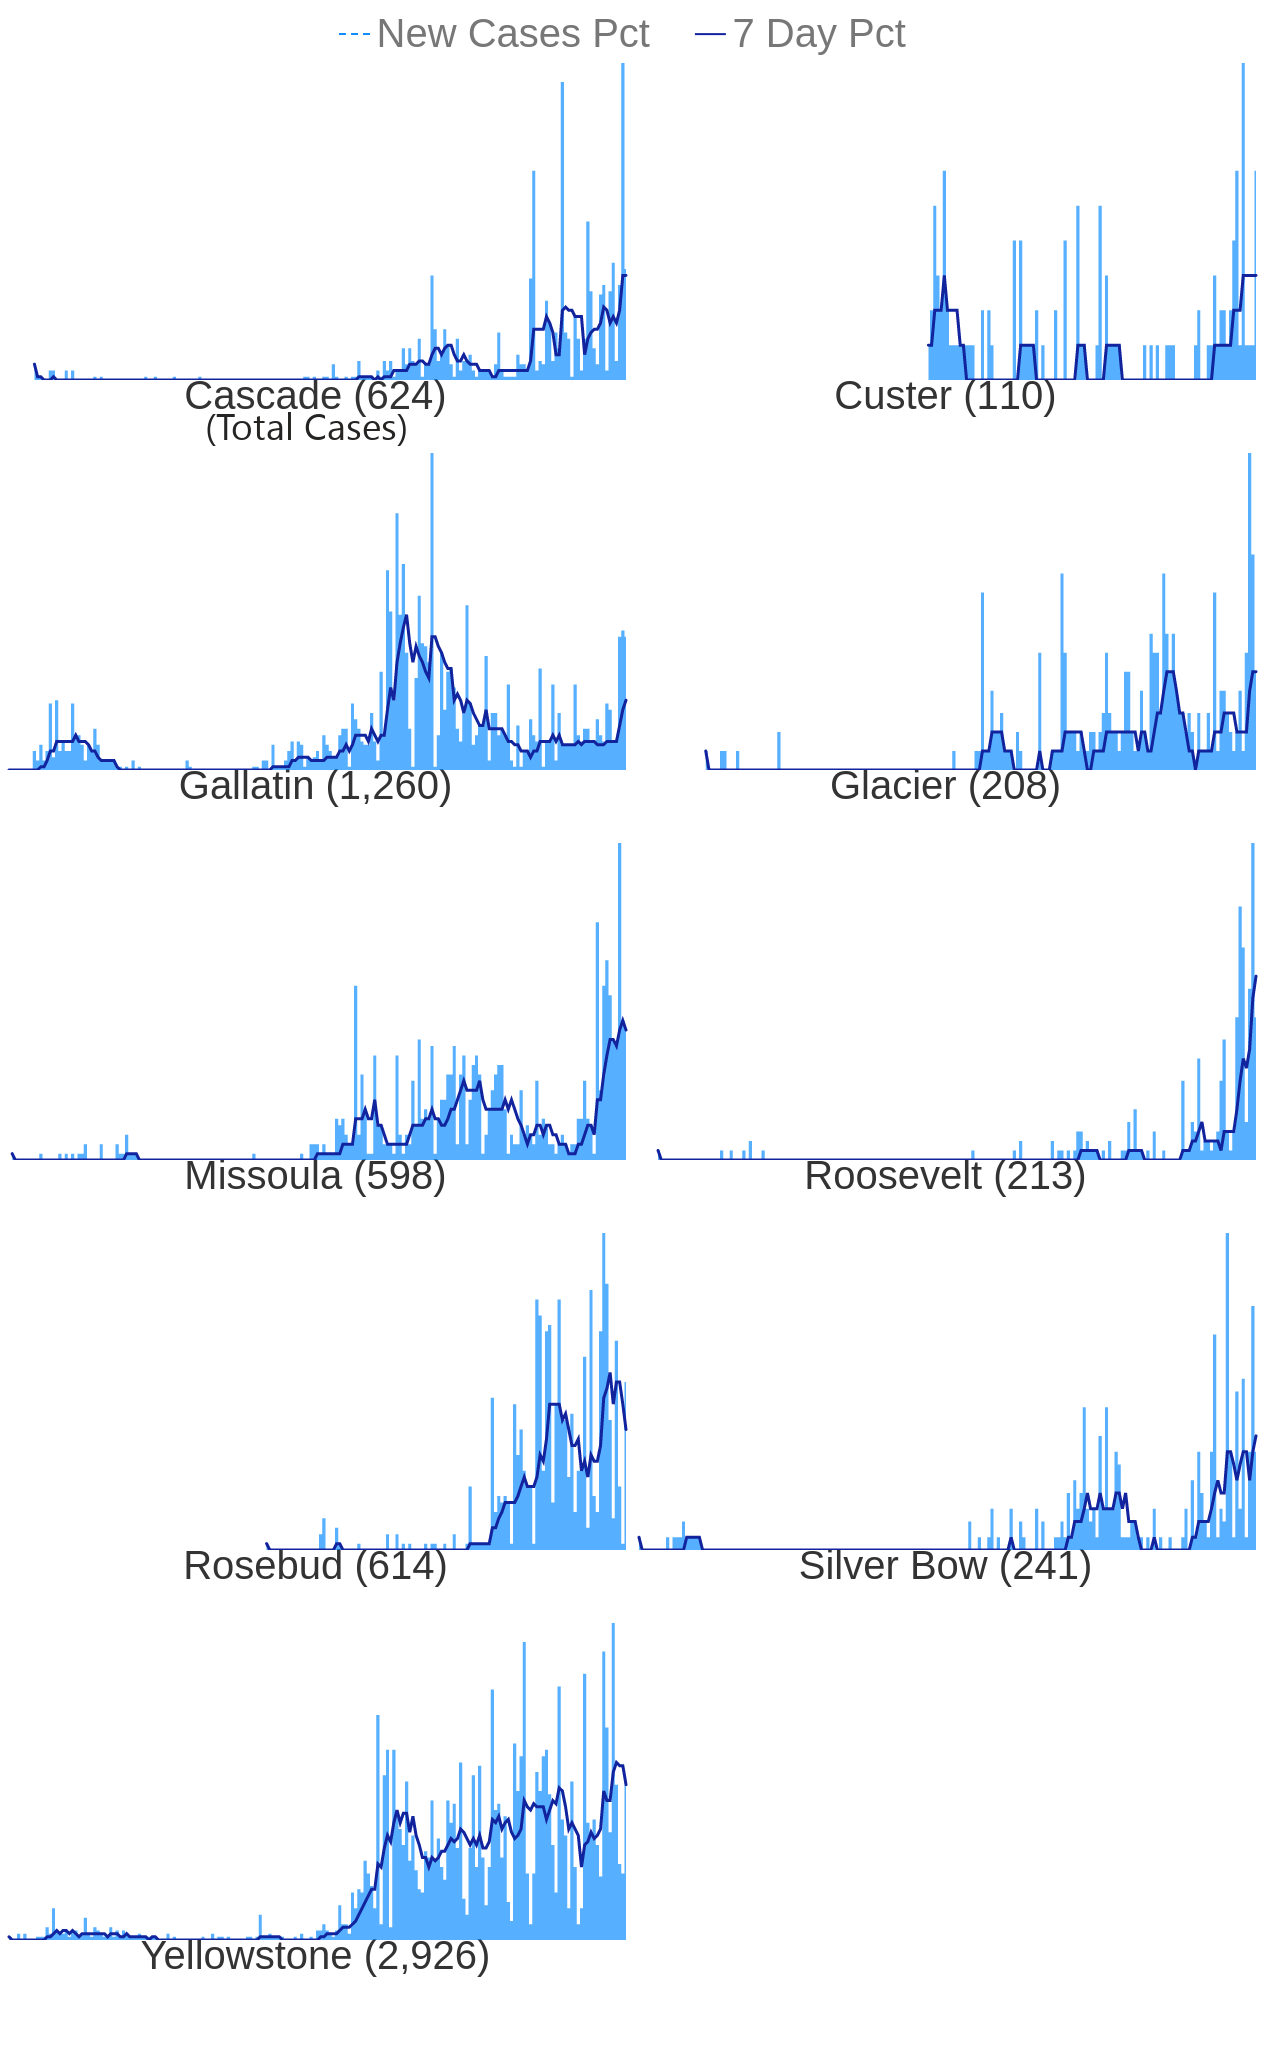 New Cases Pct 7 Day Pct
Cascade (624) Custer (110)
(Total Cases)
Gallatin (1,260) Glacier (208)
Missoula (598) Roosevelt (213)
Rosebud (614) Silver Bow (241)
Yellowstone (2,926)